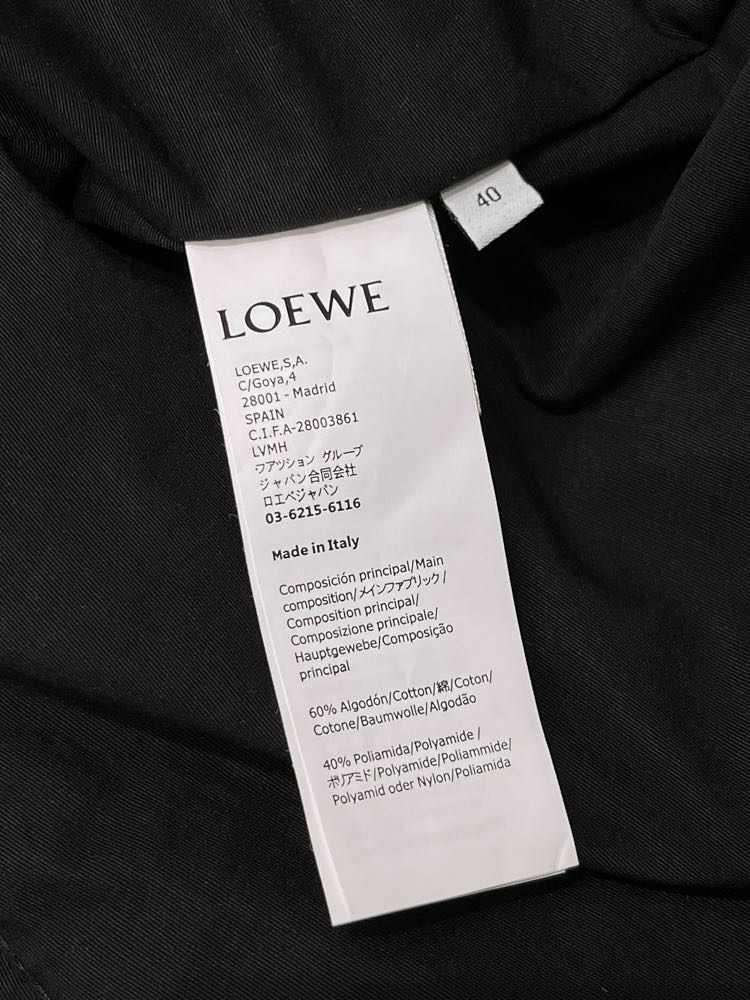 40
LOEWE
LOEWE,S,A.
C/Goya,4
28001 - Madrid
SPAIN
C.I.F.A-28003861
LVMH
ワアツション グループ
ジャパン合同会社
ロエベジャパン
03-6215-6116
Made in Italy
Composición principal/Main
composition/メインファブリック/
Composition principal/
Composizione principale/
Hauptgewebe/Composição
principal
60% Algodón/Cotton/綿/Coton/
Cotone/Baumwolle/Algodão
40% Poliamida/Polyamide /
ポリアミド/Polyamide/Poliammide/
Polyamid oder Nylon/Poliamida